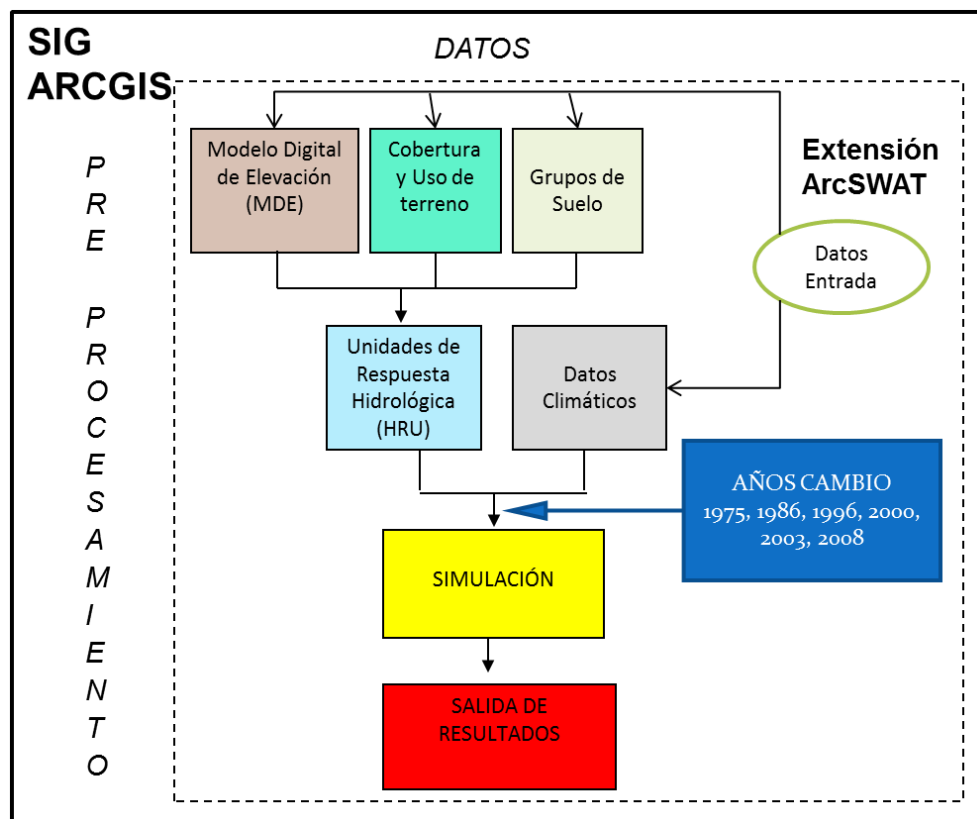 SIG
ARCGIS
DATOS
PRE PROCESAMIENTO
Modelo Digital
de Elevación
(MDE)
Cobertura
y Uso de
terreno
Grupos de
Suelo
Extensión
ArcSWAT
Datos
Entrada
Unidades de
Respuesta
Hidrológica
(HRU)
Datos
Climáticos
AÑOS CAMBIO
1975, 1986, 1996, 2000,
2003, 2008
SIMULACIÓN
SALIDA DE
RESULTADOS